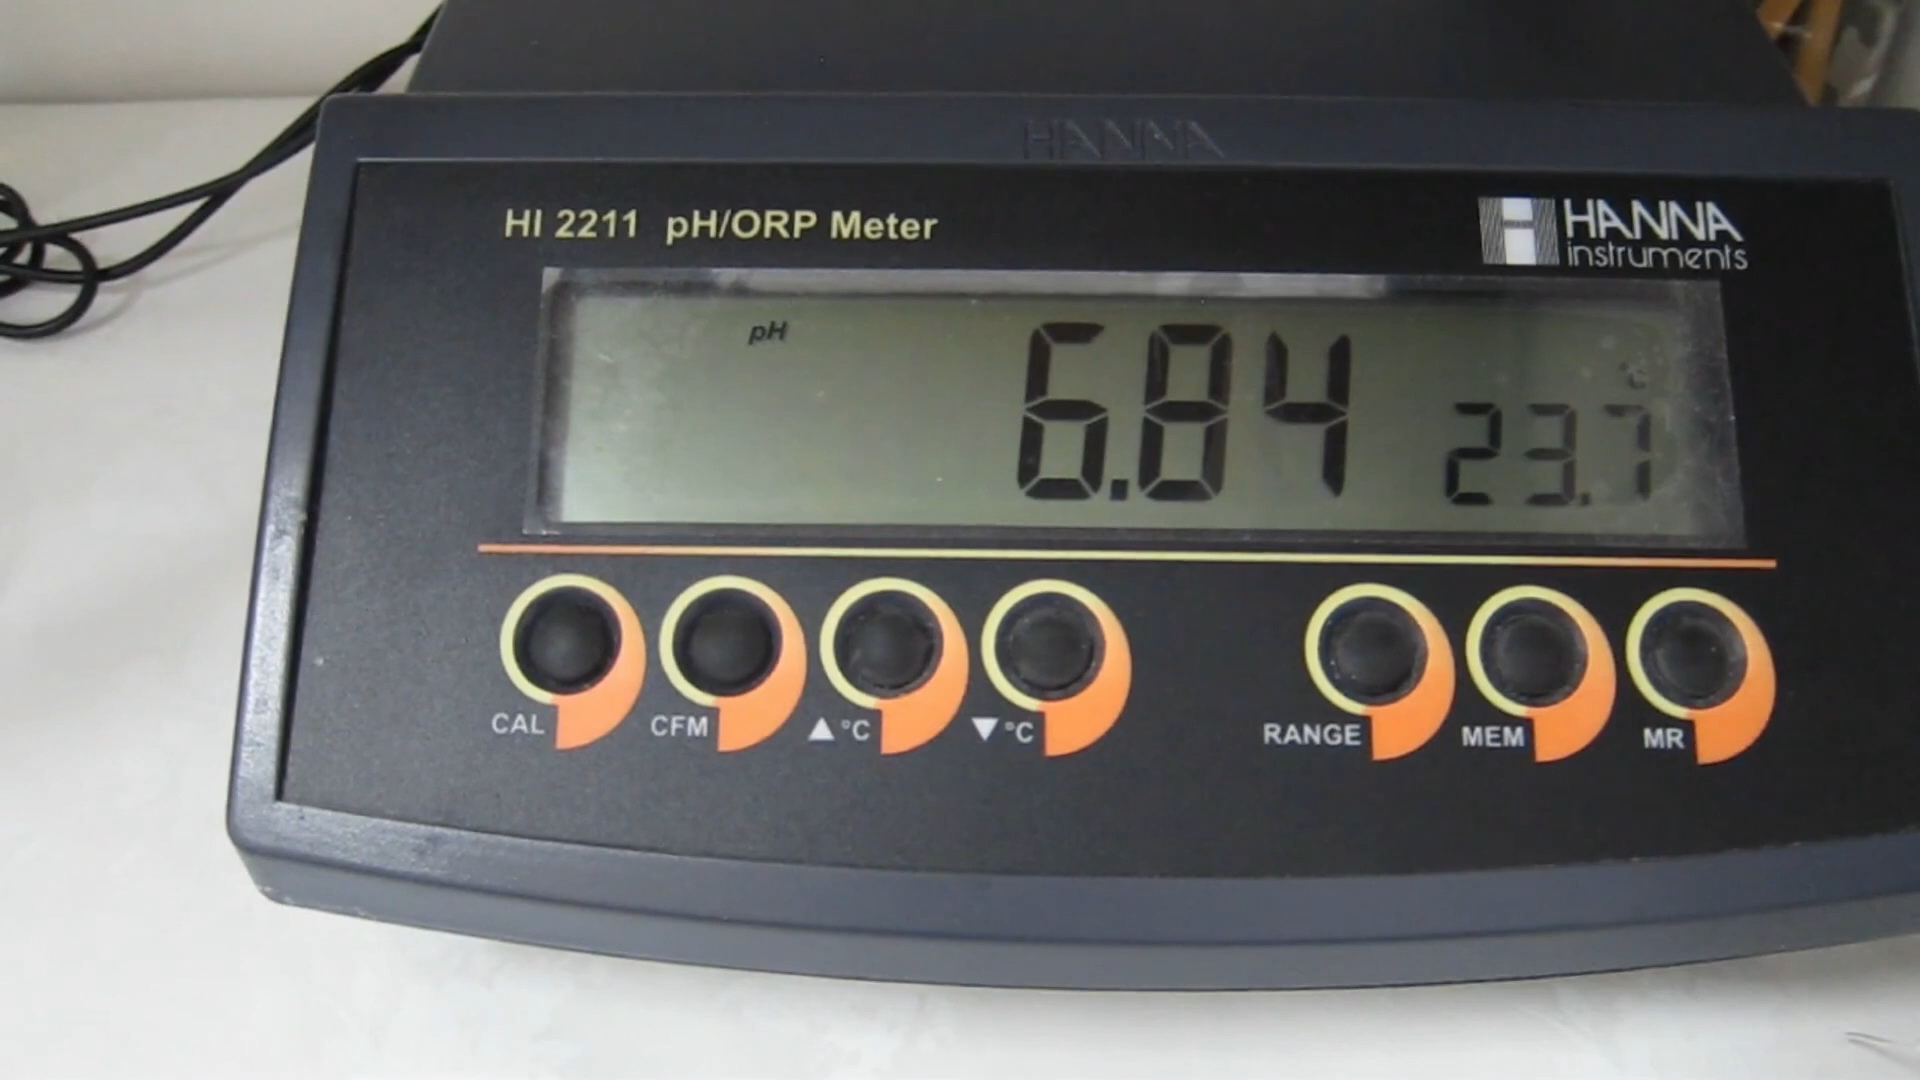 HANNA
HI 2211 pH/ORP Meter
HANNA
instruments
pH 6.84 23.7 °C
CAL CFM ▲°C ▼°C RANGE MEM MR